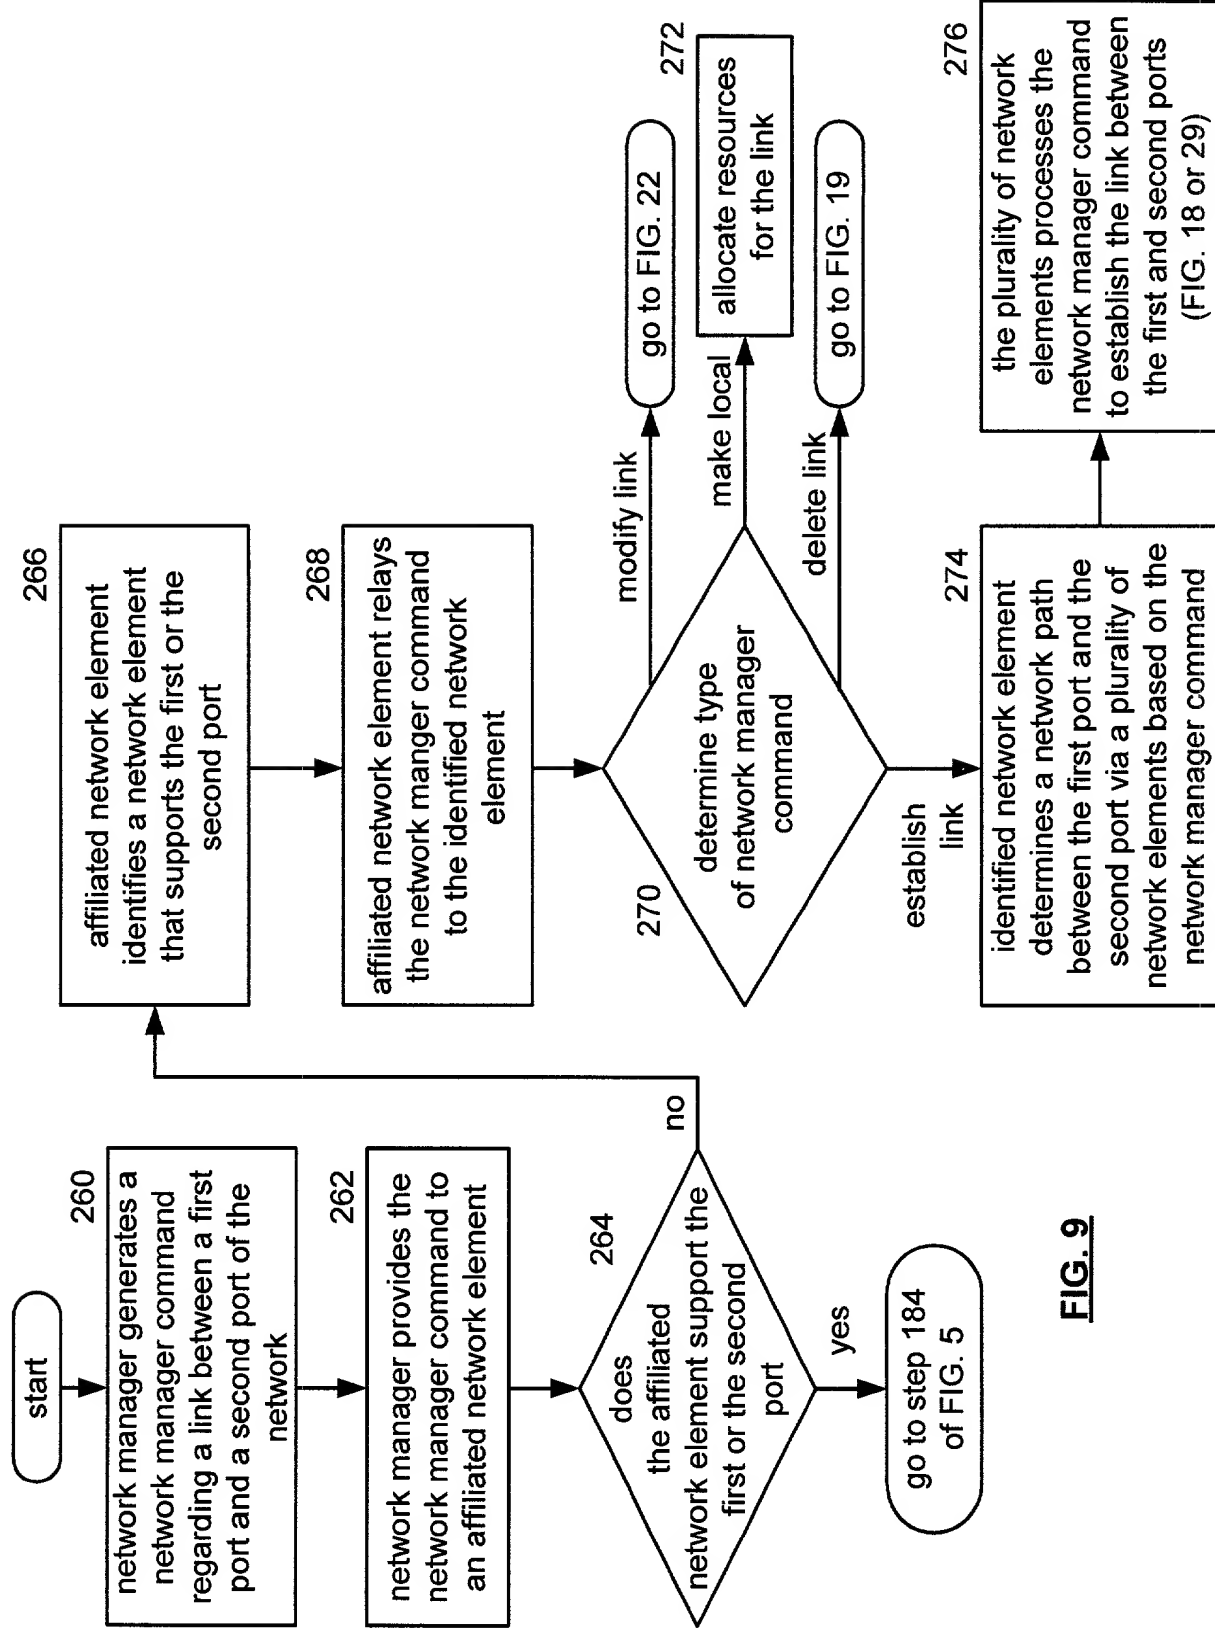 start
260
network manager generates a
network manager command
regarding a link between a first
port and a second port of the
network
262
network manager provides the
network manager command to
an affiliated network element
264
does
the affiliated
network element support the
first or the second
port
no
yes
go to step 184
of FIG. 5
266
affiliated network element
identifies a network element
that supports the first or the
second port
268
affiliated network element relays
the network manger command
to the identified network
element
270
determine type
of network manager
command
modify link
go to FIG. 22
make local
272
allocate resources
for the link
delete link
go to FIG. 19
establish
link
274
identified network element
determines a network path
between the first port and the
second port via a plurality of
network elements based on the
network manager command
276
the plurality of network
elements processes the
network manager command
to establish the link between
the first and second ports
(FIG. 18 or 29)
FIG. 9